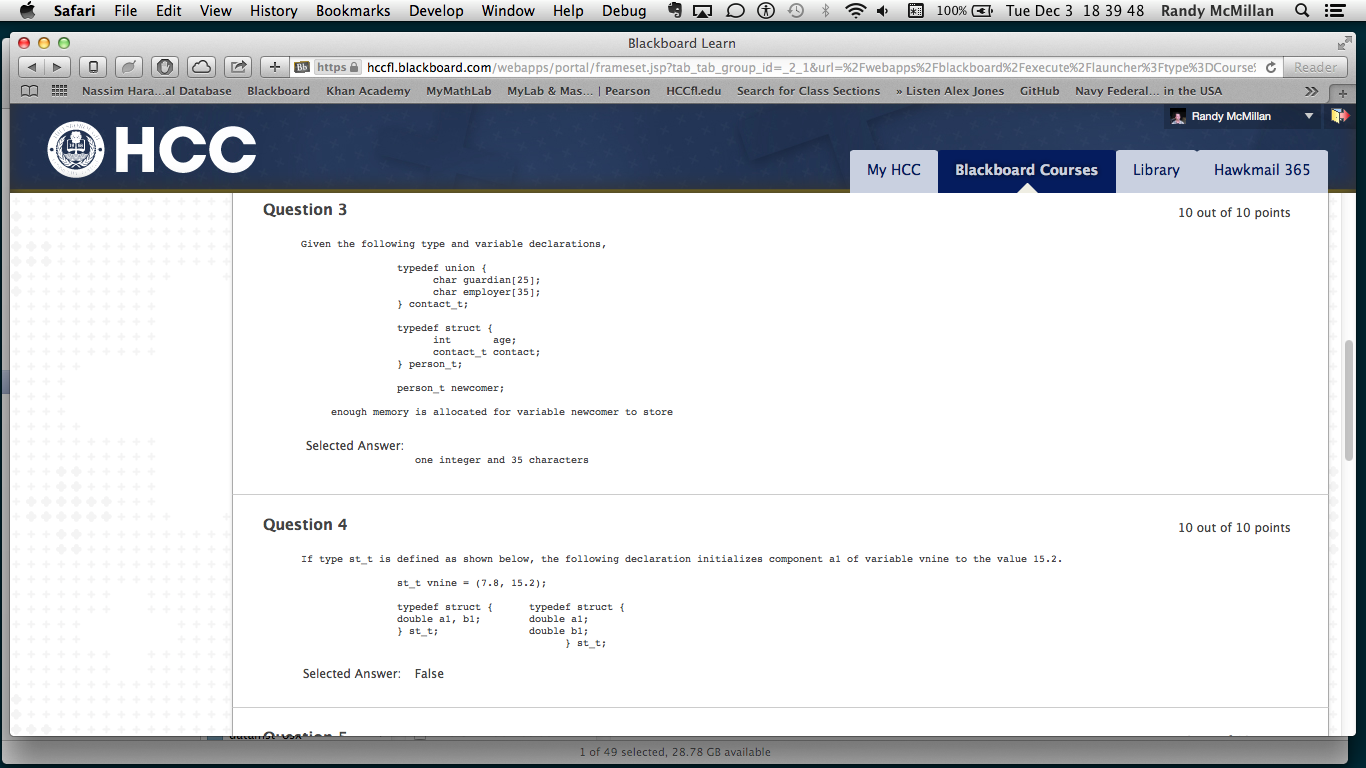 Safari File Edit View History Bookmarks Develop Window Help Debug 100% Tue Dec 3 18 39 48 Randy McMillan
Blackboard Learn
https hccfl.blackboard.com/webapps/portal/frameset.jsp?tab_tab_group_id=_2_1&url=%2Fwebapps%2Fblackboard%2Fexecute%2Flauncher%3Ftype%3DCourse% Reader
Nassim Hara...al Database Blackboard Khan Academy MyMathLab MyLab & Mas... | Pearson HCCfl.edu Search for Class Sections » Listen Alex Jones GitHub Navy Federal... in the USA
Randy McMillan
HCC
My HCC Blackboard Courses Library Hawkmail 365
Question 3
10 out of 10 points
Given the following type and variable declarations,
typedef union {
char guardian[25];
char employer[35];
} contact_t;
typedef struct {
int age;
contact_t contact;
} person_t;
person_t newcomer;
enough memory is allocated for variable newcomer to store
Selected Answer:
one integer and 35 characters
Question 4
10 out of 10 points
If type st_t is defined as shown below, the following declaration initializes component a1 of variable vnine to the value 15.2.
st_t vnine = (7.8, 15.2);
typedef struct { typedef struct {
double a1, b1; double a1;
} st_t; double b1;
} st_t;
Selected Answer: False
Question 5
1 of 49 selected, 28.78 GB available